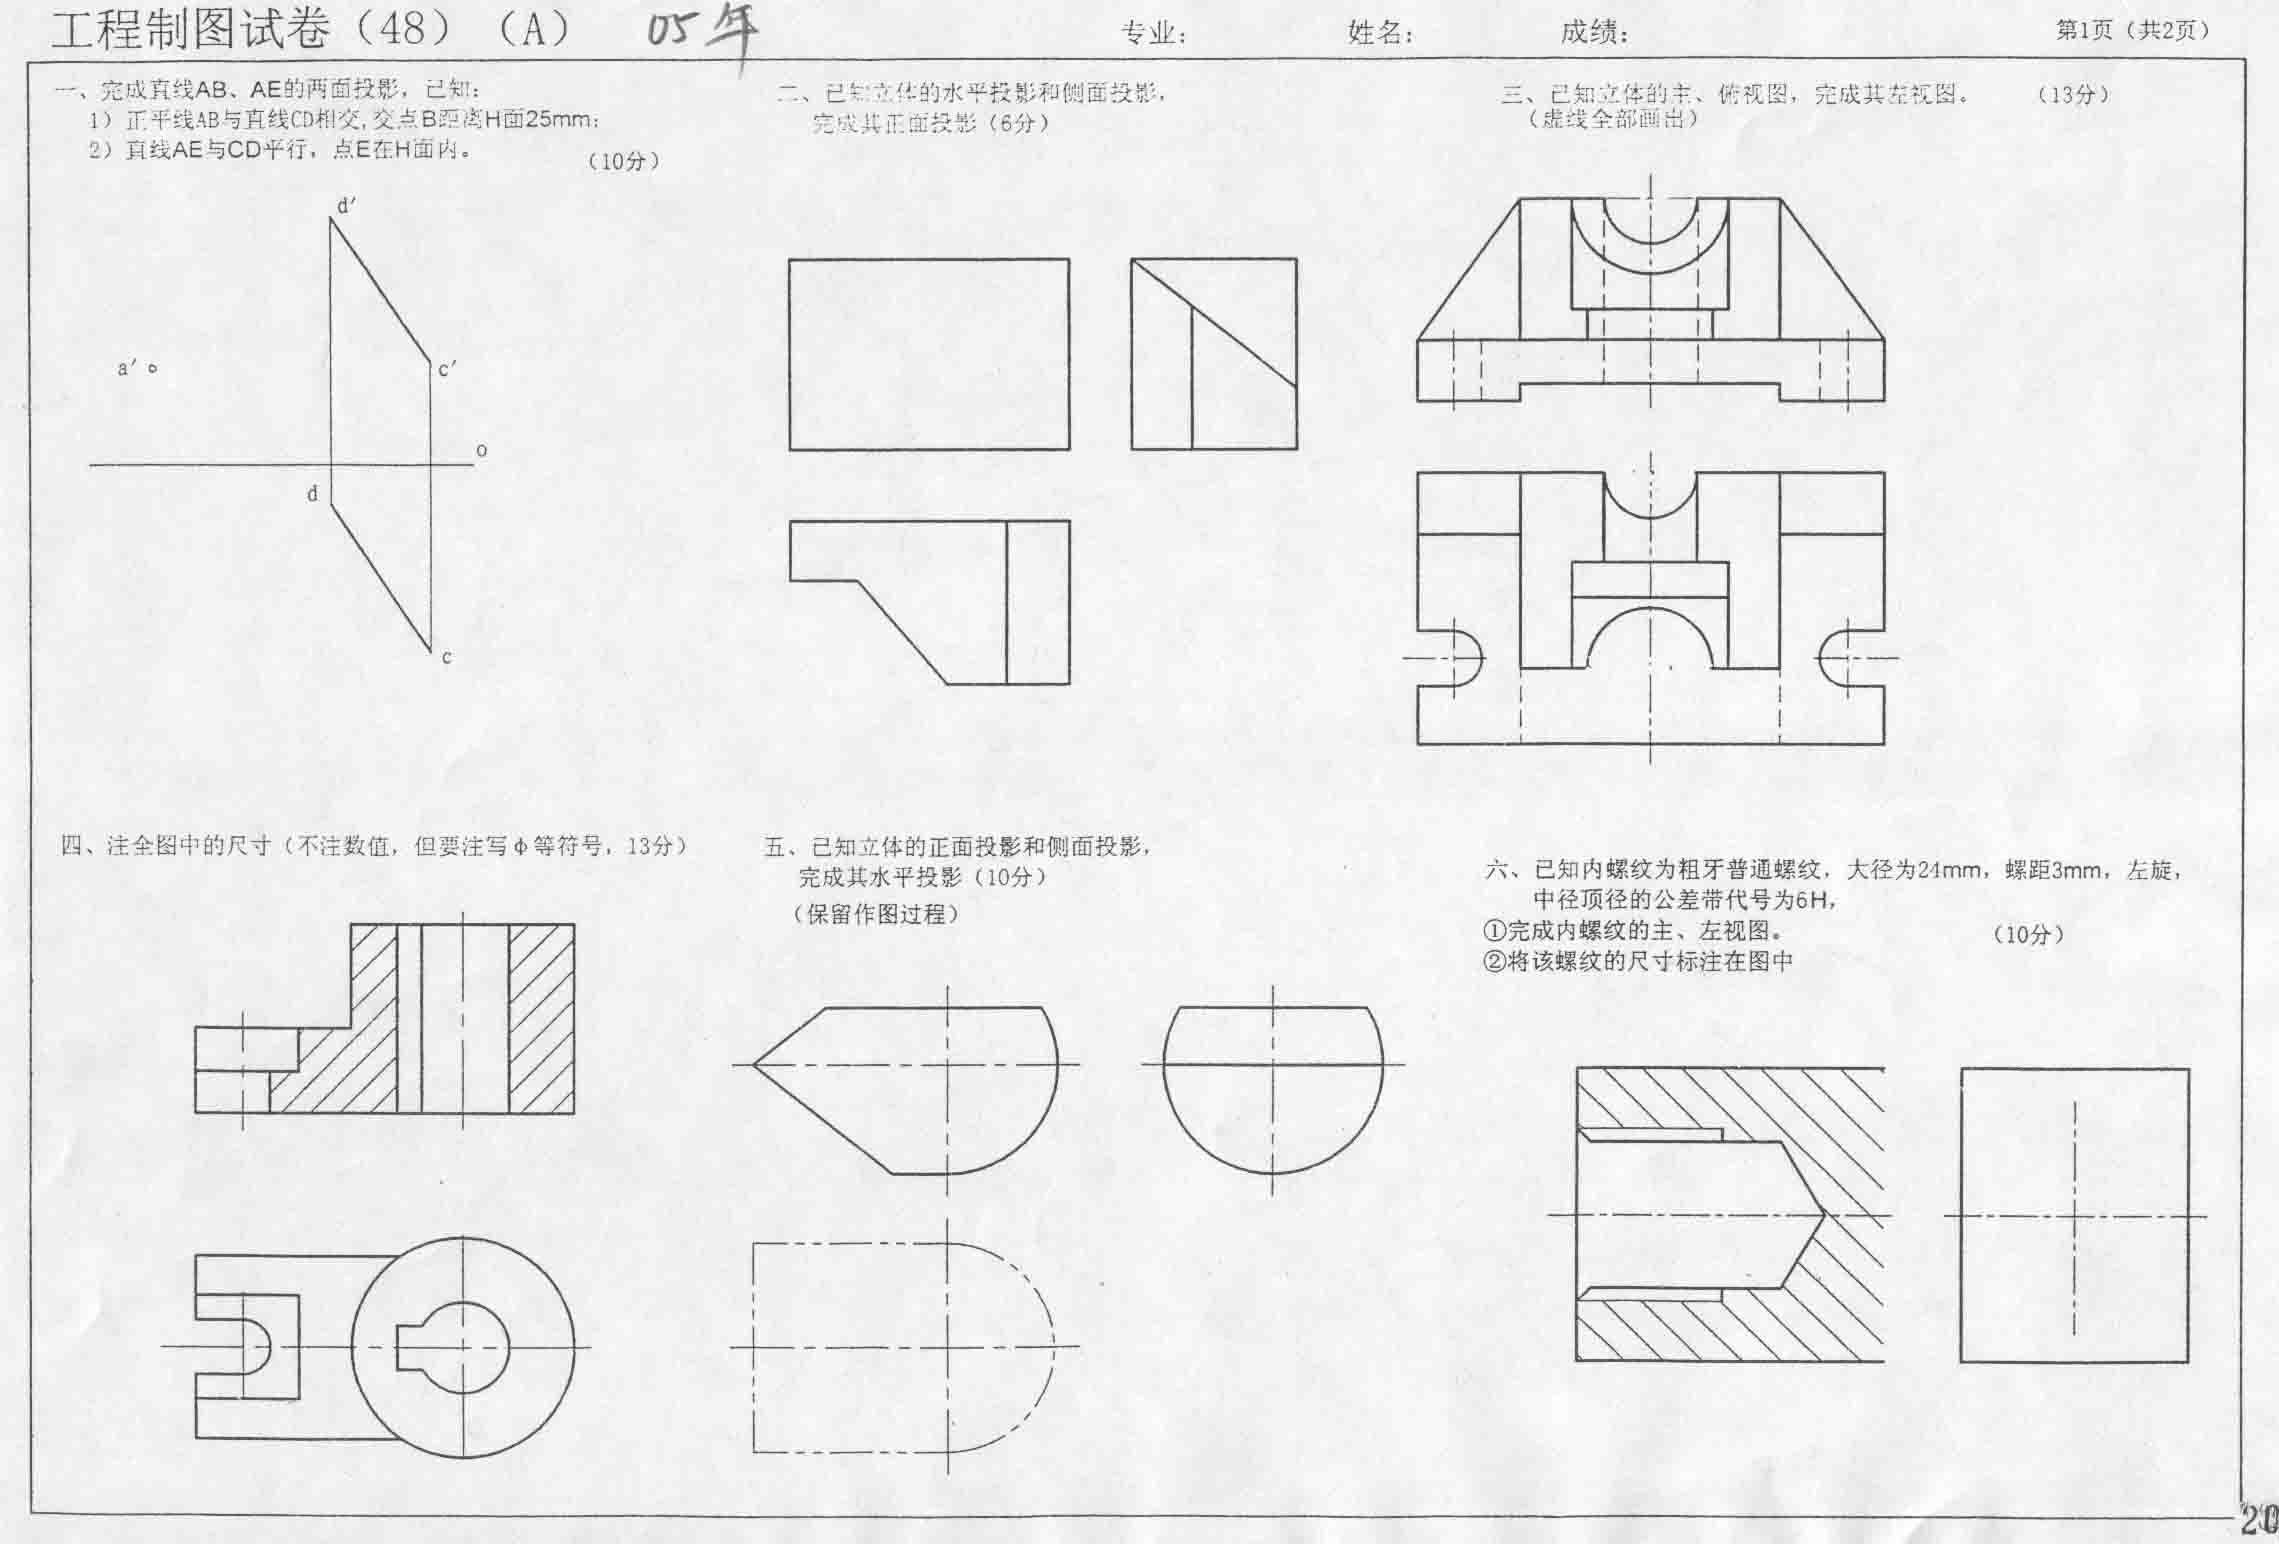 工程制图试卷（48）（A） 05年 专业： 姓名： 成绩： 第1页（共2页）
一、完成直线AB、AE的两面投影，已知：
1）正平线AB与直线CD相交，交点B距离H面25mm；
2）直线AE与CD平行，点E在H面内。 （10分）
d′
a′
c′
o
d
c
二、已知立体的水平投影和侧面投影，
完成其正面投影（6分）
三、已知立体的主、俯视图，完成其左视图。 （13分）
（虚线全部画出）
四、注全图中的尺寸（不注数值，但要注写ϕ等符号，13分）
五、已知立体的正面投影和侧面投影，
完成其水平投影（10分）
（保留作图过程）
六、已知内螺纹为粗牙普通螺纹，大径为24mm，螺距3mm，左旋，
中径顶径的公差带代号为6H，
①完成内螺纹的主、左视图。 （10分）
②将该螺纹的尺寸标注在图中